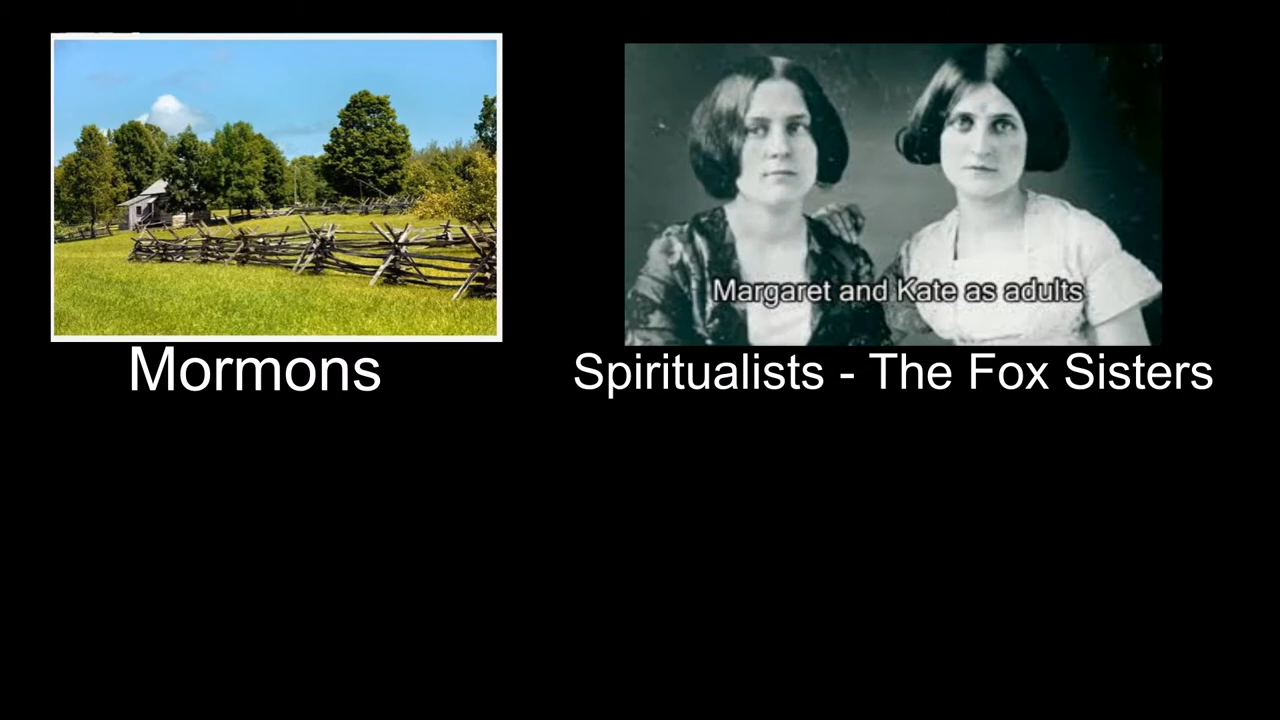 Margaret and Kate as adults
Mormons
Spiritualists - The Fox Sisters